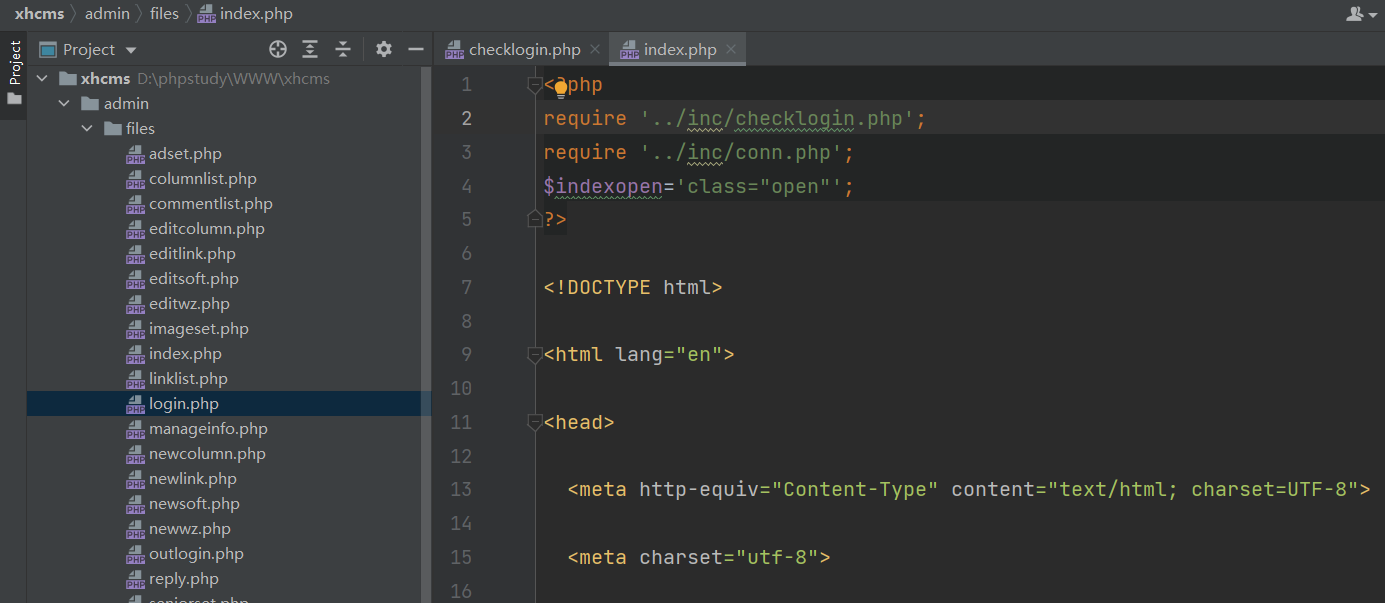 xhcms admin files index.php
Project
Project
xhcms D:\phpstudy\WWW\xhcms
admin
files
adset.php
columnlist.php
commentlist.php
editcolumn.php
editlink.php
editsoft.php
editwz.php
imageset.php
index.php
linklist.php
login.php
manageinfo.php
newcolumn.php
newlink.php
newsoft.php
newwz.php
outlogin.php
reply.php
seniorset.php
checklogin.php index.php
1 <?php
2 require '../inc/checklogin.php';
3 require '../inc/conn.php';
4 $indexopen='class="open"';
5 ?>
6
7 <!DOCTYPE html>
8
9 <html lang="en">
10
11 <head>
12
13 <meta http-equiv="Content-Type" content="text/html; charset=UTF-8">
14
15 <meta charset="utf-8">
16